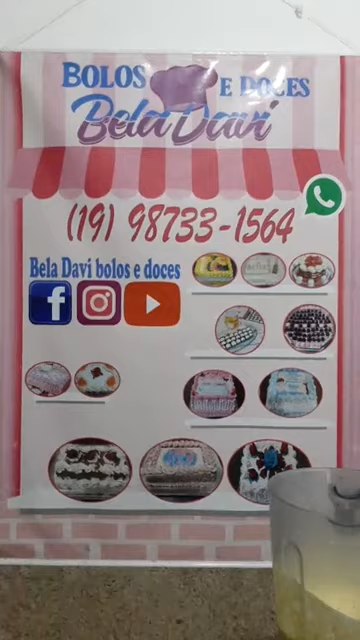 BOLOS E DOCES
Bela Davi
(19) 98733-1564
Bela Davi bolos e doces